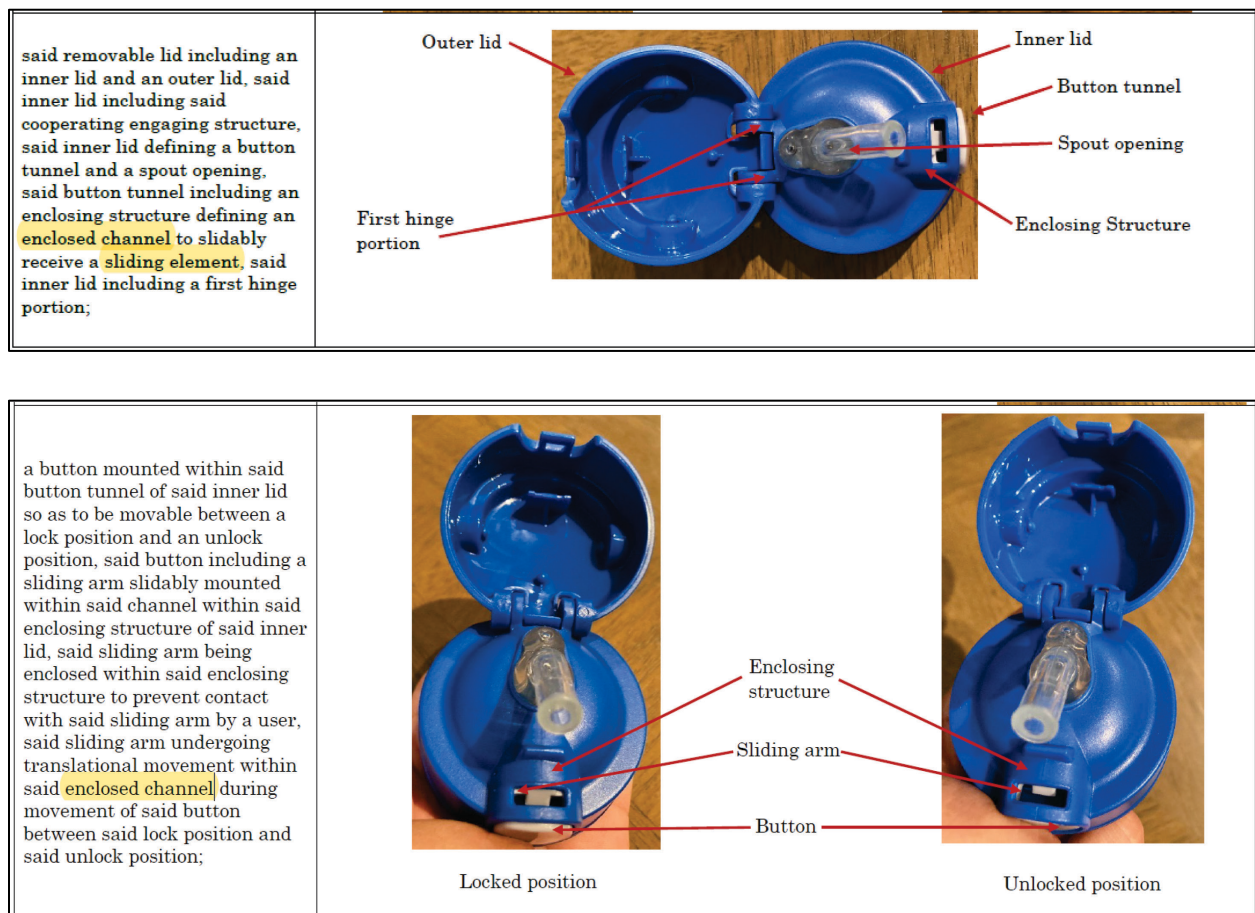 said removable lid including an
inner lid and an outer lid, said
inner lid including said
cooperating engaging structure,
said inner lid defining a button
tunnel and a spout opening,
said button tunnel including an
enclosing structure defining an
enclosed channel to slidably
receive a sliding element, said
inner lid including a first hinge
portion;
Outer lid
Inner lid
Button tunnel
Spout opening
First hinge
portion
Enclosing Structure
a button mounted within said
button tunnel of said inner lid
so as to be movable between a
lock position and an unlock
position, said button including a
sliding arm slidably mounted
within said channel within said
enclosing structure of said inner
lid, said sliding arm being
enclosed within said enclosing
structure to prevent contact
with said sliding arm by a user,
said sliding arm undergoing
translational movement within
said enclosed channel during
movement of said button
between said lock position and
said unlock position;
Enclosing
structure
Sliding arm
Button
Locked position
Unlocked position